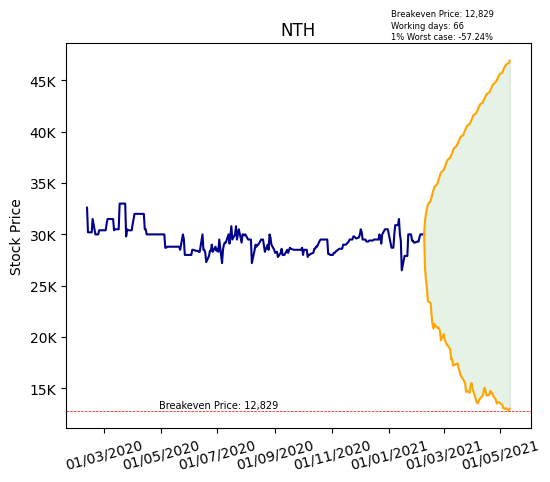 Breakeven Price: 12,829
Working days: 66
1% Worst case: -57.24%
NTH
Stock Price
45K
40K
35K
30K
25K
20K
15K
Breakeven Price: 12,829
01/03/2020 01/05/2020 01/07/2020 01/09/2020 01/11/2020 01/01/2021 01/03/2021 01/05/2021